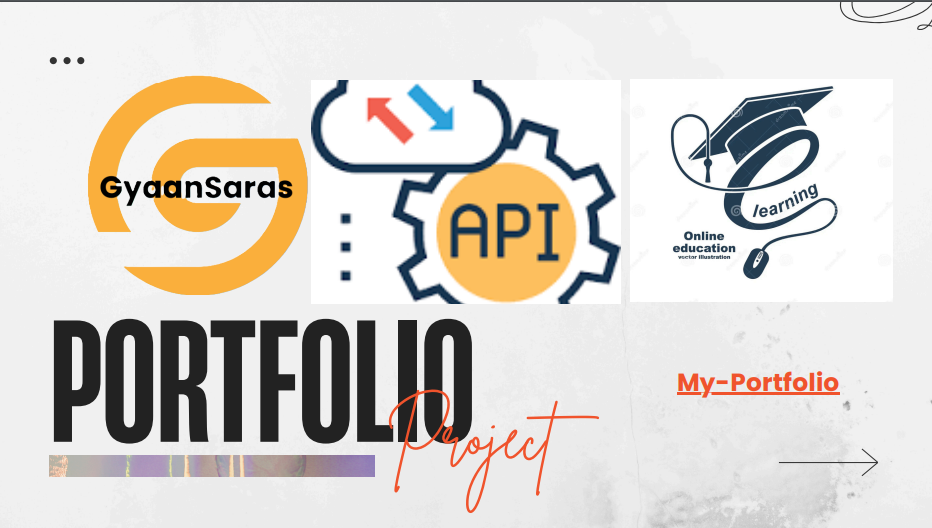 GyaanSaras
API
learning
Online
education
vector illustration
PORTFOLIO
Project
My-Portfolio